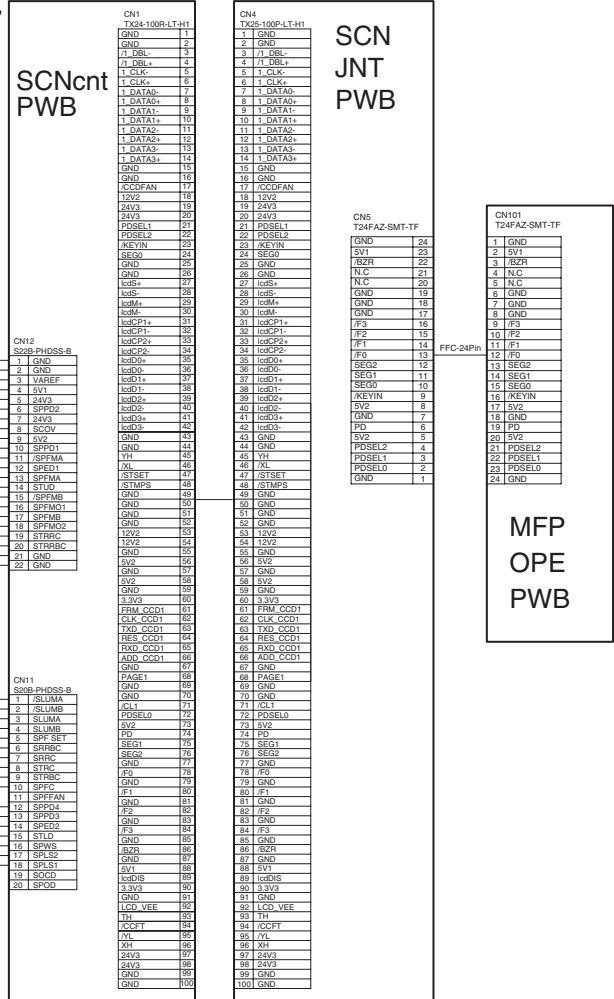 SCNcnt
PWB
CN1
TX24-100R-LT-H1
GND 1
GND 2
/1_DBL- 3
/1_DBL+ 4
1_CLK- 5
1_CLK+ 6
1_DATA0- 7
1_DATA0+ 8
1_DATA1- 9
1_DATA1+ 10
1_DATA2- 11
1_DATA2+ 12
1_DATA3- 13
1_DATA3+ 14
GND 15
GND 16
/CCDFAN 17
12V2 18
24V3 19
24V3 20
PDSEL1 21
PDSEL2 22
/KEYIN 23
SEG0 24
GND 25
GND 26
lcdS+ 27
lcdS- 28
lcdM+ 29
lcdM- 30
lcdCP1+ 31
lcdCP1- 32
lcdCP2+ 33
lcdCP2- 34
lcdD0+ 35
lcdD0- 36
lcdD1+ 37
lcdD1- 38
lcdD2+ 39
lcdD2- 40
lcdD3+ 41
lcdD3- 42
GND 43
GND 44
YH 45
/XL 46
/STSET 47
/STMPS 48
GND 49
GND 50
GND 51
GND 52
12V2 53
12V2 54
GND 55
5V2 56
GND 57
5V2 58
GND 59
3.3V3 60
FRM_CCD1 61
CLK_CCD1 62
TXD_CCD1 63
RES_CCD1 64
RXD_CCD1 65
ADD_CCD1 66
GND 67
PAGE1 68
GND 69
GND 70
/CL1 71
PDSEL0 72
5V2 73
PD 74
SEG1 75
SEG2 76
GND 77
/F0 78
GND 79
/F1 80
GND 81
/F2 82
GND 83
/F3 84
GND 85
/BZR 86
GND 87
5V1 88
lcdDIS 89
3.3V3 90
GND 91
LCD_VEE 92
TH 93
/CCFT 94
/YL 95
XH 96
24V3 97
24V3 98
GND 99
GND 100
CN12
S22B-PHDSS-B
1 GND
2 GND
3 VAREF
4 5V1
5 24V3
6 SPPD2
7 24V3
8 SCOV
9 5V2
10 SPPD1
11 /SPFMA
12 SPED1
13 SPFMA
14 STUD
15 /SPFMB
16 SPFMO1
17 SPFMB
18 SPFMO2
19 STRRC
20 STRRBC
21 GND
22 GND
CN11
S20B-PHDSS-B
1 /SLUMA
2 /SLUMB
3 SLUMA
4 SLUMB
5 SPF SET
6 SRRBC
7 SRRC
8 STRC
9 STRBC
10 SPFC
11 SPFFAN
12 SPPD4
13 SPPD3
14 SPED2
15 STLD
16 SPWS
17 SPLS2
18 SPLS1
19 SOCD
20 SPOD
SCN
JNT
PWB
CN4
TX25-100P-LT-H1
1 GND
2 GND
3 /1_DBL-
4 /1_DBL+
5 1_CLK-
6 1_CLK+
7 1_DATA0-
8 1_DATA0+
9 1_DATA1-
10 1_DATA1+
11 1_DATA2-
12 1_DATA2+
13 1_DATA3-
14 1_DATA3+
15 GND
16 GND
17 /CCDFAN
18 12V2
19 24V3
20 24V3
21 PDSEL1
22 PDSEL2
23 /KEYIN
24 SEG0
25 GND
26 GND
27 lcdS+
28 lcdS-
29 lcdM+
30 lcdM-
31 lcdCP1+
32 lcdCP1-
33 lcdCP2+
34 lcdCP2-
35 lcdD0+
36 lcdD0-
37 lcdD1+
38 lcdD1-
39 lcdD2+
40 lcdD2-
41 lcdD3+
42 lcdD3-
43 GND
44 GND
45 YH
46 /XL
47 /STSET
48 /STMPS
49 GND
50 GND
51 GND
52 GND
53 12V2
54 12V2
55 GND
56 5V2
57 GND
58 5V2
59 GND
60 3.3V3
61 FRM_CCD1
62 CLK_CCD1
63 TXD_CCD1
64 RES_CCD1
65 RXD_CCD1
66 ADD_CCD1
67 GND
68 PAGE1
69 GND
70 GND
71 /CL1
72 PDSEL0
73 5V2
74 PD
75 SEG1
76 SEG2
77 GND
78 /F0
79 GND
80 /F1
81 GND
82 /F2
83 GND
84 /F3
85 GND
86 /BZR
87 GND
88 5V1
89 lcdDIS
90 3.3V3
91 GND
92 LCD_VEE
93 TH
94 /CCFT
95 /YL
96 XH
97 24V3
98 24V3
99 GND
100 GND
CN5
T24FAZ-SMT-TF
GND 24
5V1 23
/BZR 22
N.C 21
N.C 20
GND 19
GND 18
GND 17
/F3 16
/F2 15
/F1 14
/F0 13
SEG2 12
SEG1 11
SEG0 10
/KEYIN 9
5V2 8
GND 7
PD 6
5V2 5
PDSEL2 4
PDSEL1 3
PDSEL0 2
GND 1
FFC-24Pin
CN101
T24FAZ-SMT-TF
1 GND
2 5V1
3 /BZR
4 N.C
5 N.C
6 GND
7 GND
8 GND
9 /F3
10 /F2
11 /F1
12 /F0
13 SEG2
14 SEG1
15 SEG0
16 /KEYIN
17 5V2
18 GND
19 PD
20 5V2
21 PDSEL2
22 PDSEL1
23 PDSEL0
24 GND
MFP
OPE
PWB